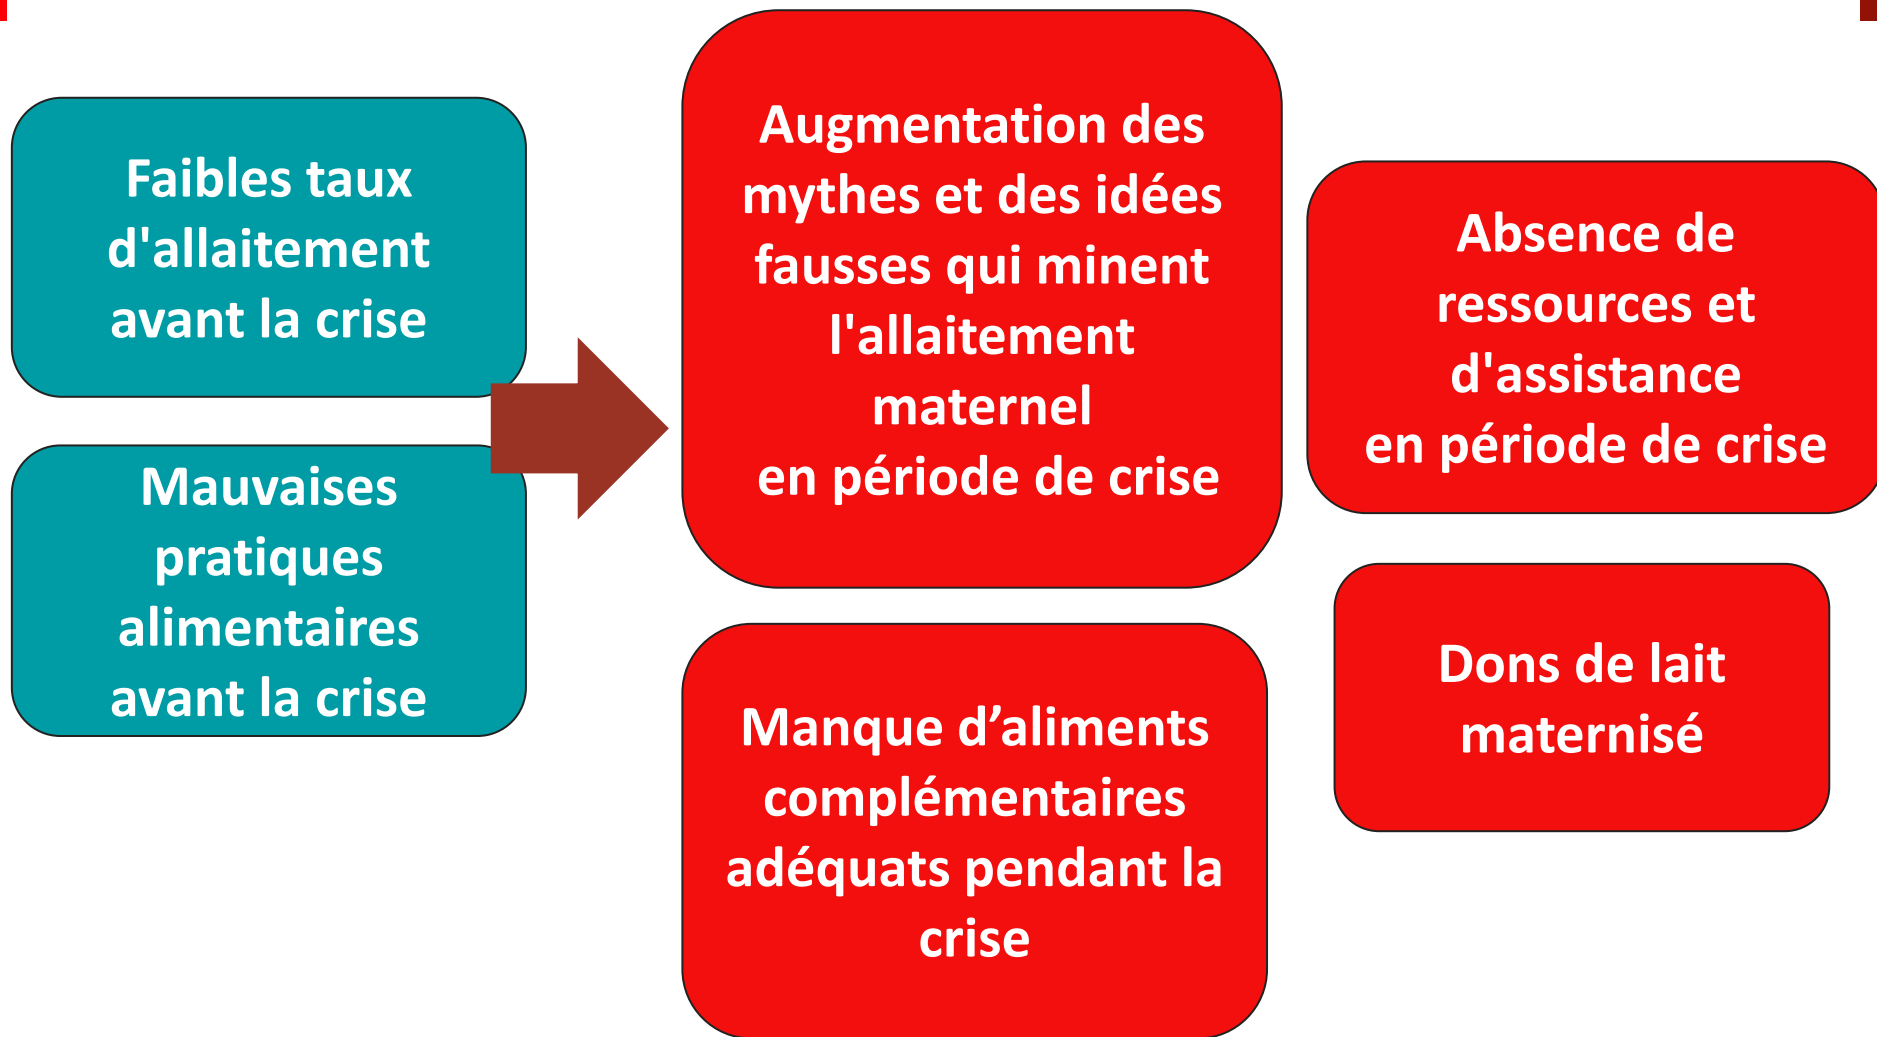 Faibles taux
d'allaitement
avant la crise
Mauvaises
pratiques
alimentaires
avant la crise
Augmentation des
mythes et des idées
fausses qui minent
l'allaitement
maternel
en période de crise
Manque d’aliments
complémentaires
adéquats pendant la
crise
Absence de
ressources et
d'assistance
en période de crise
Dons de lait
maternisé